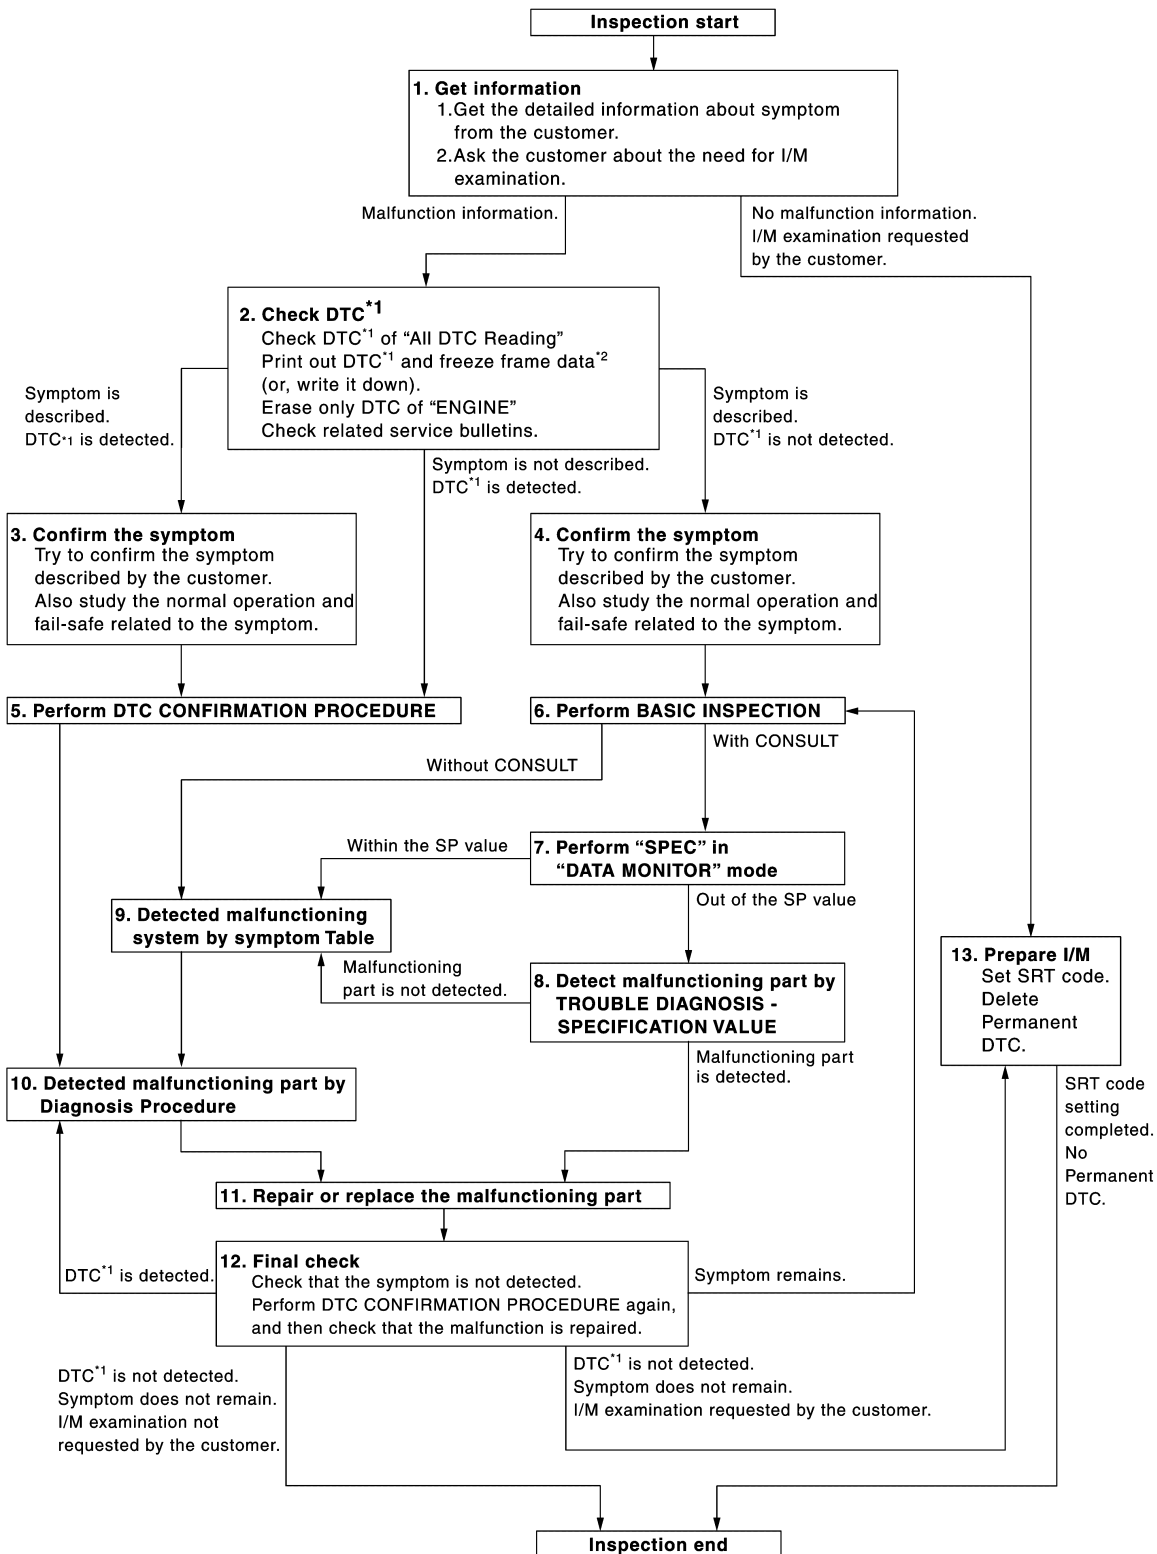 Inspection start
1. Get information
1.Get the detailed information about symptom
from the customer.
2.Ask the customer about the need for I/M
examination.
Malfunction information.
No malfunction information.
I/M examination requested
by the customer.
2. Check DTC*1
Check DTC*1 of “All DTC Reading”
Print out DTC*1 and freeze frame data*2
(or, write it down).
Erase only DTC of “ENGINE”
Check related service bulletins.
Symptom is
described.
DTC*1 is detected.
Symptom is
described.
DTC*1 is not detected.
Symptom is not described.
DTC*1 is detected.
3. Confirm the symptom
Try to confirm the symptom
described by the customer.
Also study the normal operation and
fail-safe related to the symptom.
4. Confirm the symptom
Try to confirm the symptom
described by the customer.
Also study the normal operation and
fail-safe related to the symptom.
5. Perform DTC CONFIRMATION PROCEDURE
6. Perform BASIC INSPECTION
With CONSULT
Without CONSULT
7. Perform “SPEC” in
“DATA MONITOR” mode
Within the SP value
Out of the SP value
9. Detected malfunctioning
system by symptom Table
Malfunctioning
part is not detected.
8. Detect malfunctioning part by
TROUBLE DIAGNOSIS -
SPECIFICATION VALUE
13. Prepare I/M
Set SRT code.
Delete
Permanent
DTC.
Malfunctioning part
is detected.
10. Detected malfunctioning part by
Diagnosis Procedure
SRT code
setting
completed.
No
Permanent
DTC.
11. Repair or replace the malfunctioning part
12. Final check
Check that the symptom is not detected.
Perform DTC CONFIRMATION PROCEDURE again,
and then check that the malfunction is repaired.
DTC*1 is detected.
Symptom remains.
DTC*1 is not detected.
Symptom does not remain.
I/M examination not
requested by the customer.
DTC*1 is not detected.
Symptom does not remain.
I/M examination requested by the customer.
Inspection end